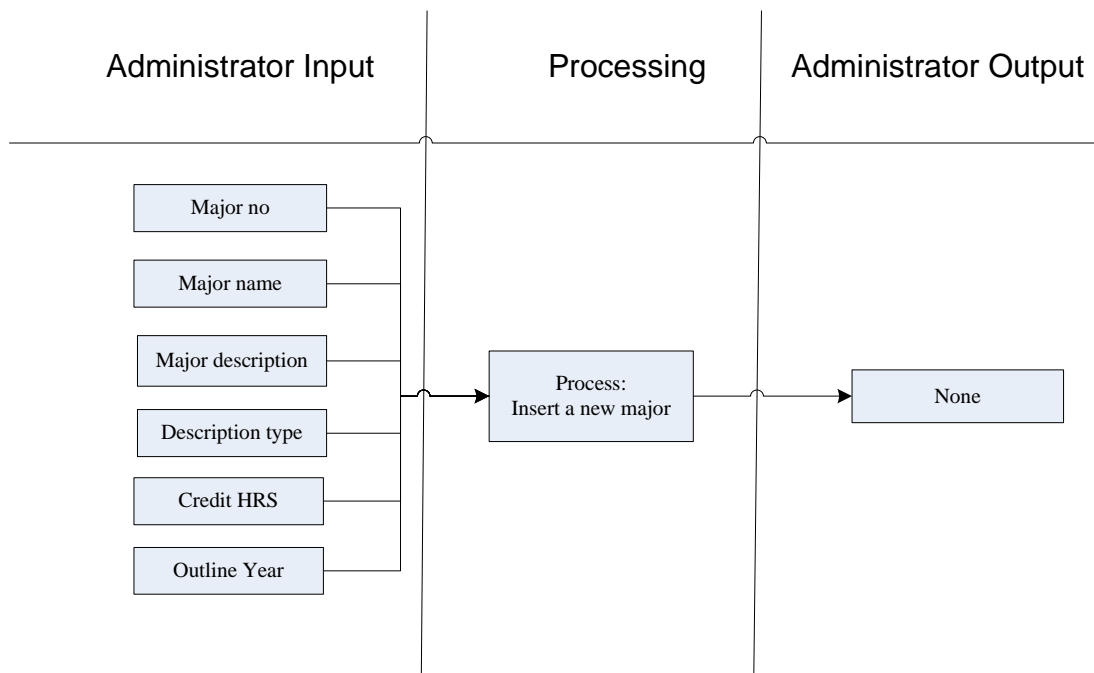 Administrator Input
Processing
Administrator Output
Major no
Major name
Major description
Description type
Credit HRS
Outline Year
Process:
Insert a new major
None